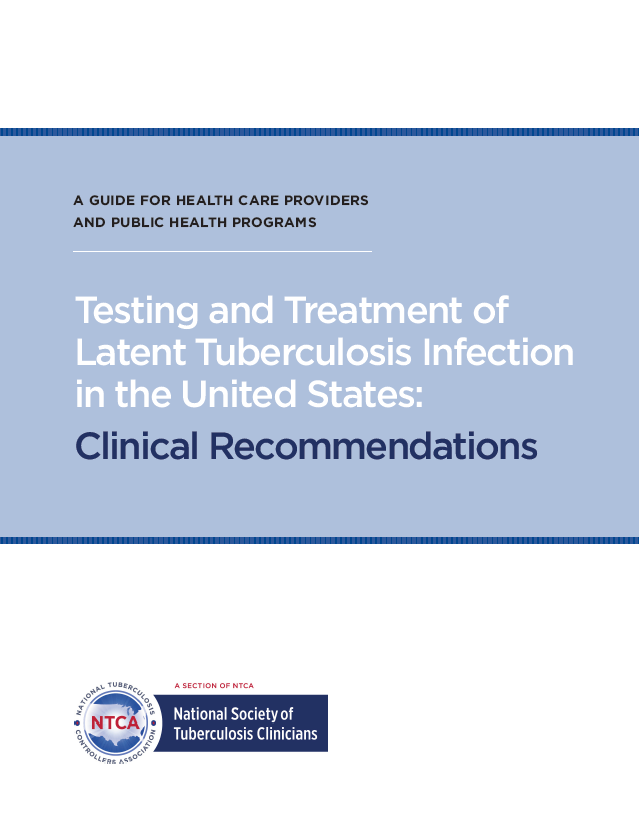 A GUIDE FOR HEALTH CARE PROVIDERS
AND PUBLIC HEALTH PROGRAMS
Testing and Treatment of
Latent Tuberculosis Infection
in the United States:
Clinical Recommendations
A SECTION OF NTCA
NATIONAL TUBERCULOSIS
CONTROLLERS ASSOCIATION
NTCA
National Society of
Tuberculosis Clinicians